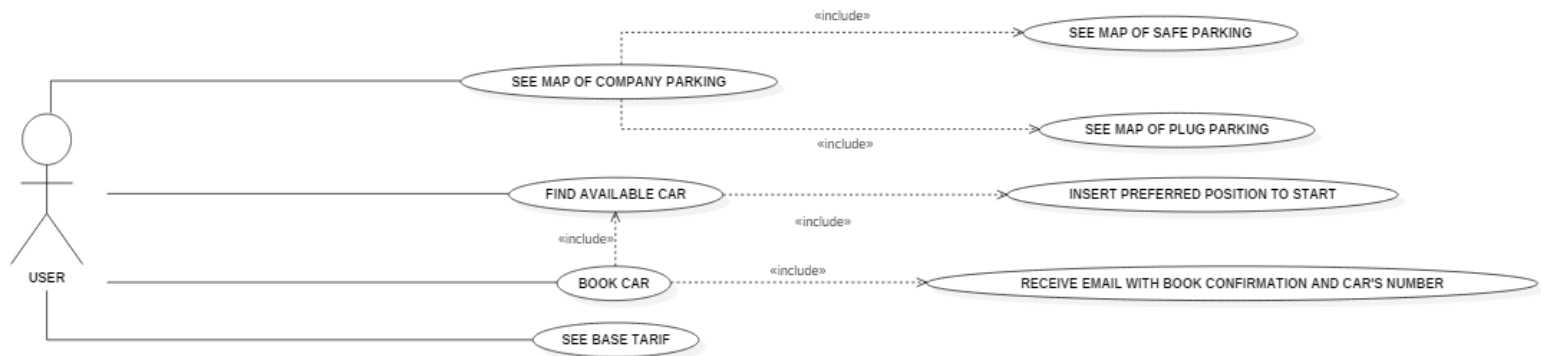 «include»
SEE MAP OF SAFE PARKING
SEE MAP OF COMPANY PARKING
SEE MAP OF PLUG PARKING
«include»
FIND AVAILABLE CAR
INSERT PREFERRED POSITION TO START
«include»
«include»
USER
«include»
BOOK CAR
RECEIVE EMAIL WITH BOOK CONFIRMATION AND CAR'S NUMBER
SEE BASE TARIF